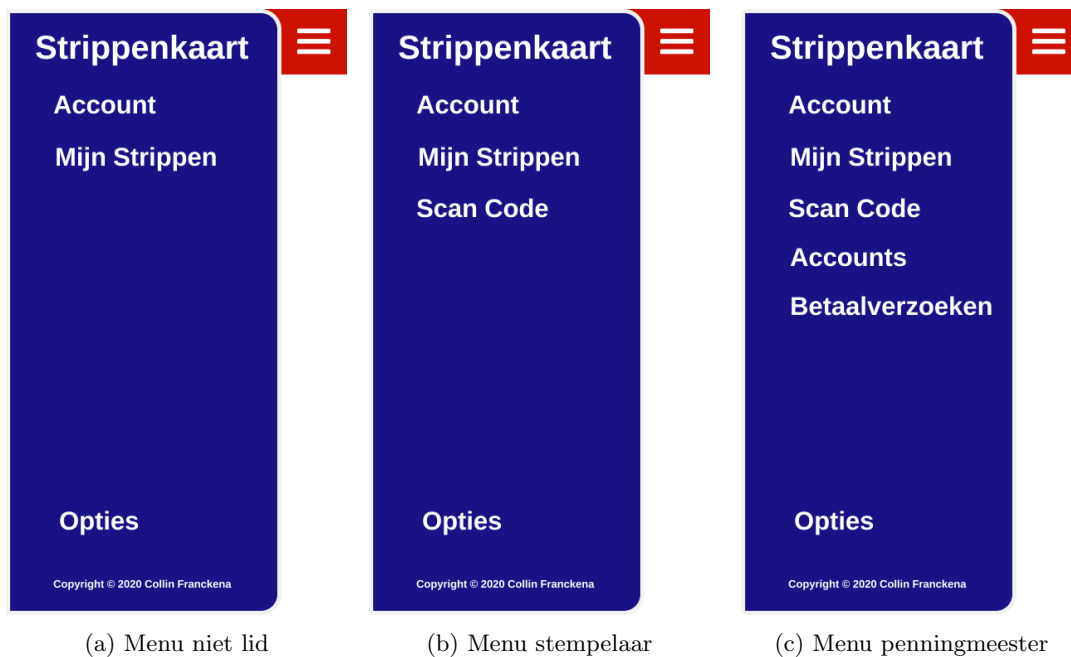 Strippenkaart
Account
Mijn Strippen
Opties
Copyright © 2020 Collin Franckena
(a) Menu niet lid
Strippenkaart
Account
Mijn Strippen
Scan Code
Opties
Copyright © 2020 Collin Franckena
(b) Menu stempelaar
Strippenkaart
Account
Mijn Strippen
Scan Code
Accounts
Betaalverzoeken
Opties
Copyright © 2020 Collin Franckena
(c) Menu penningmeester